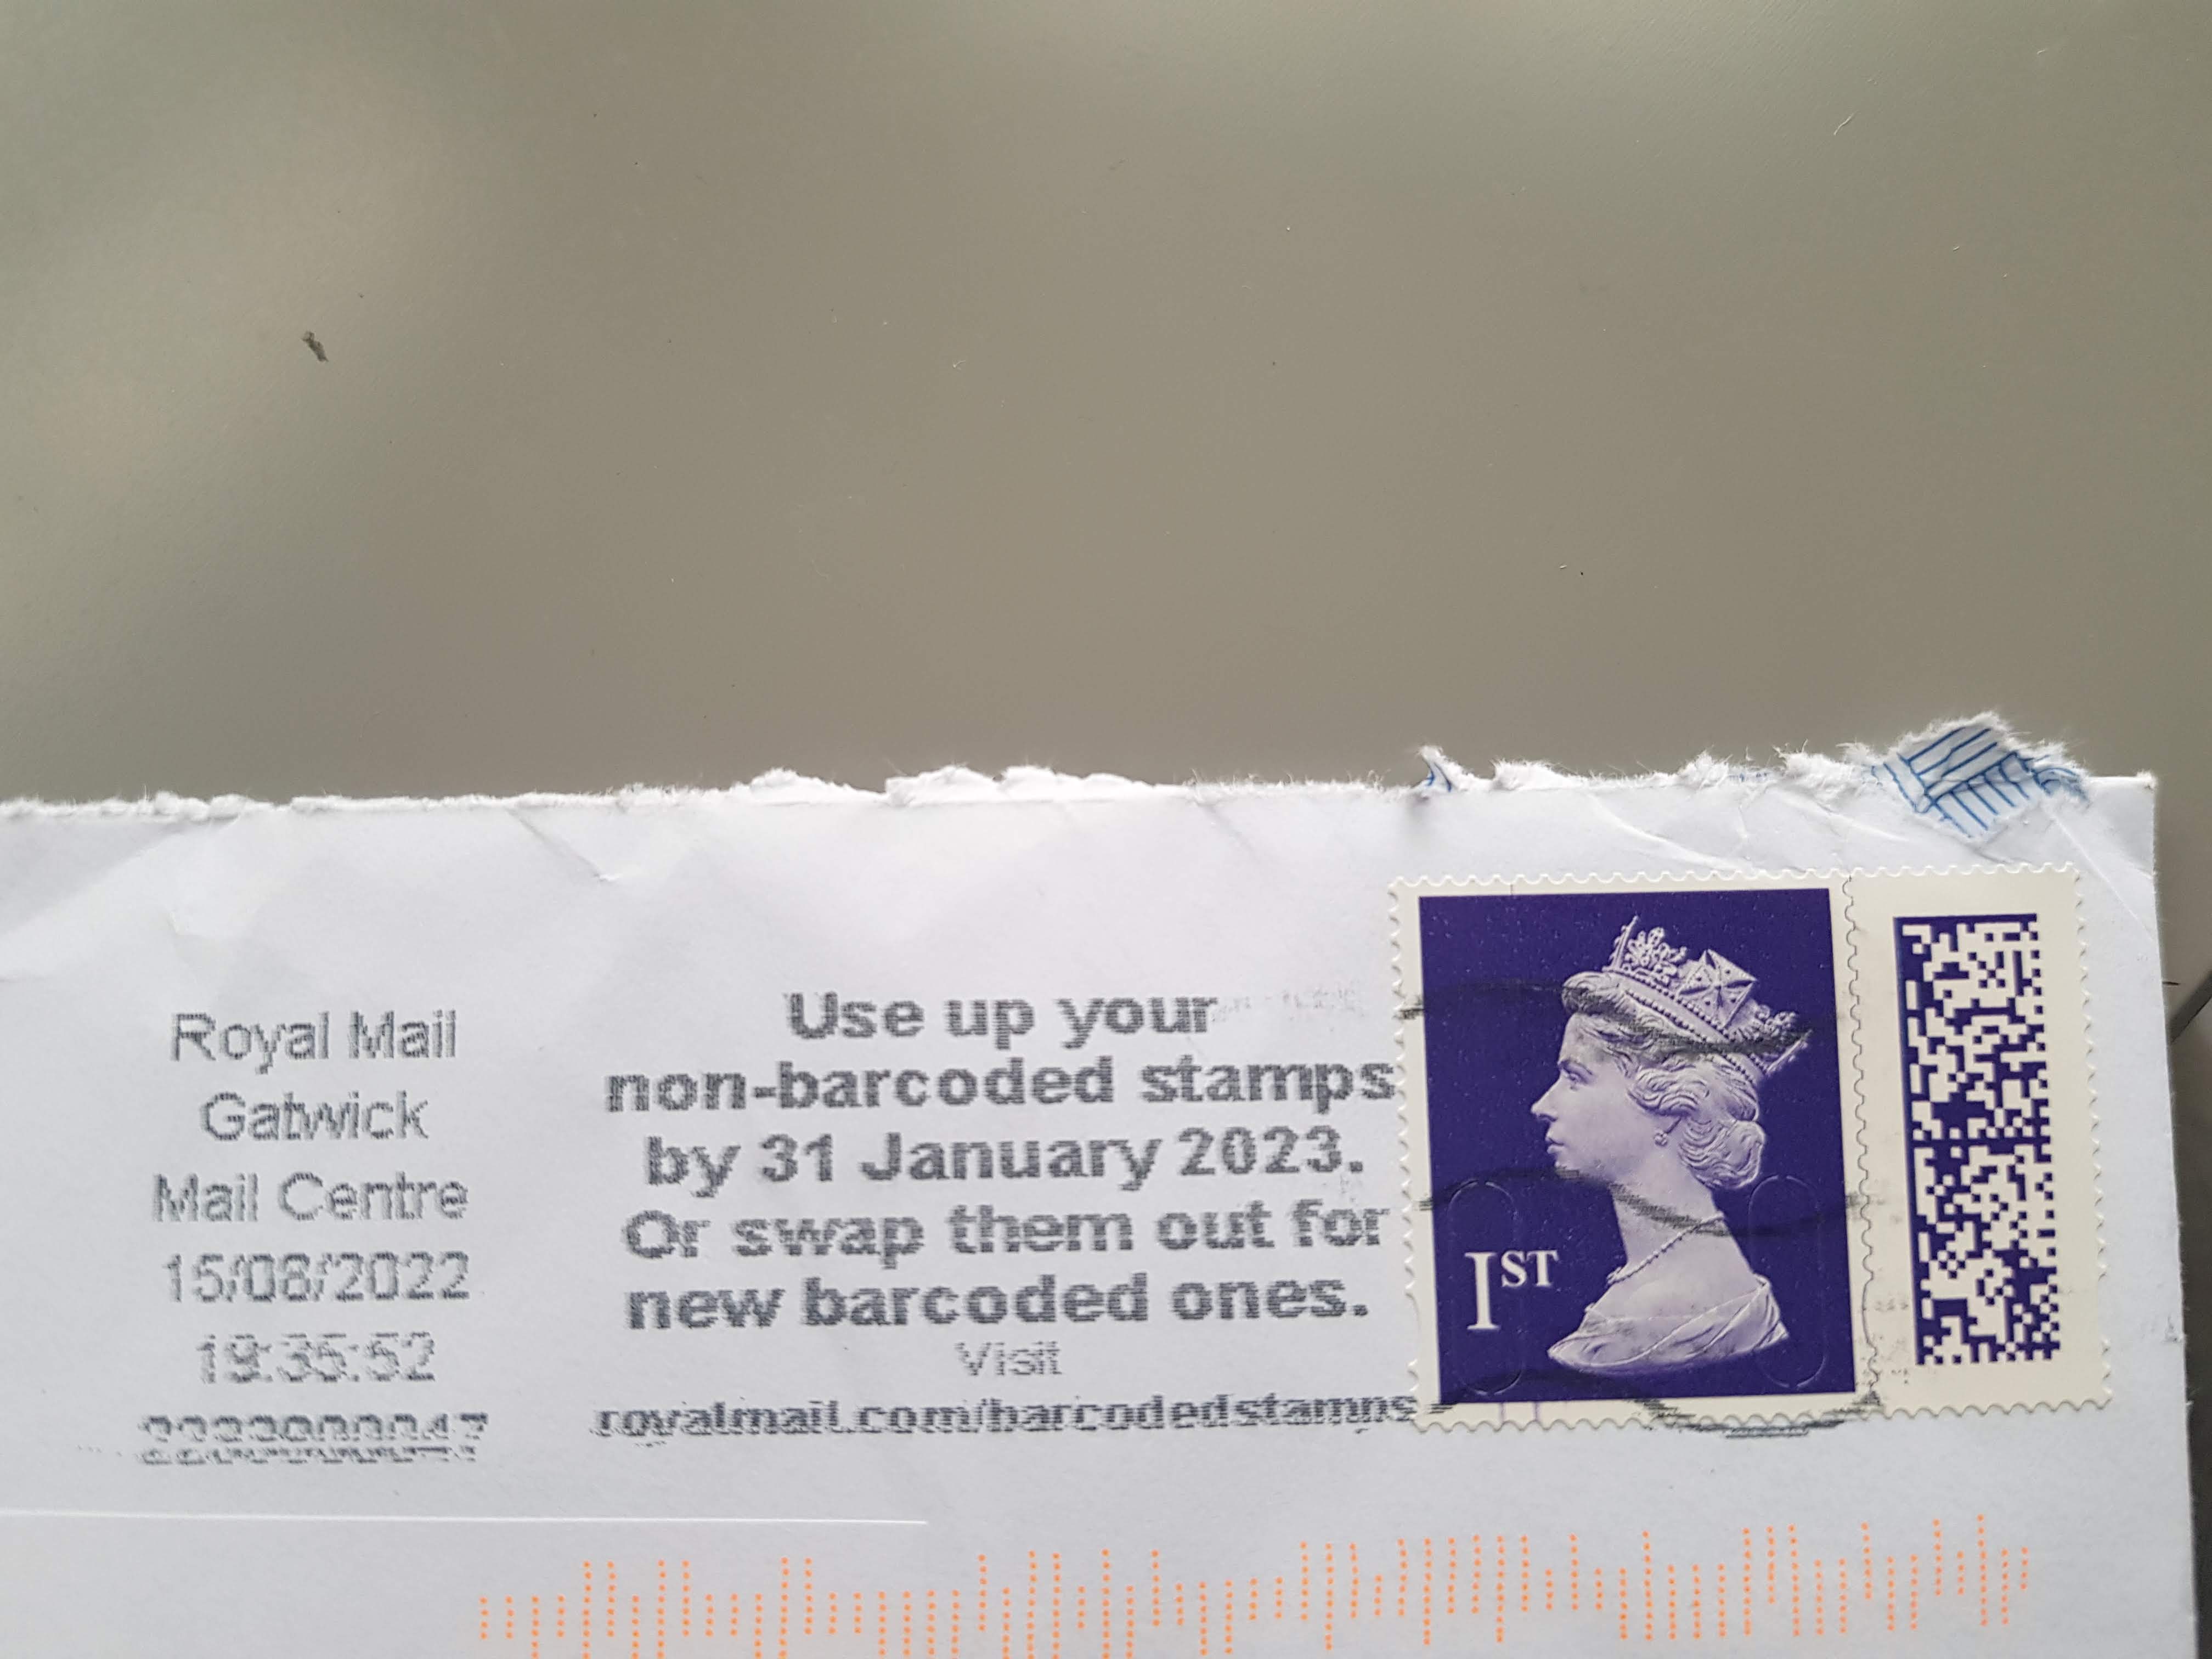 Royal Mail
Gatwick
Mail Centre
15/08/2022
19:35:52
2222000047
Use up your
non-barcoded stamps
by 31 January 2023.
Or swap them out for
new barcoded ones.
Visit
royalmail.com/barcodedstamps
1ST